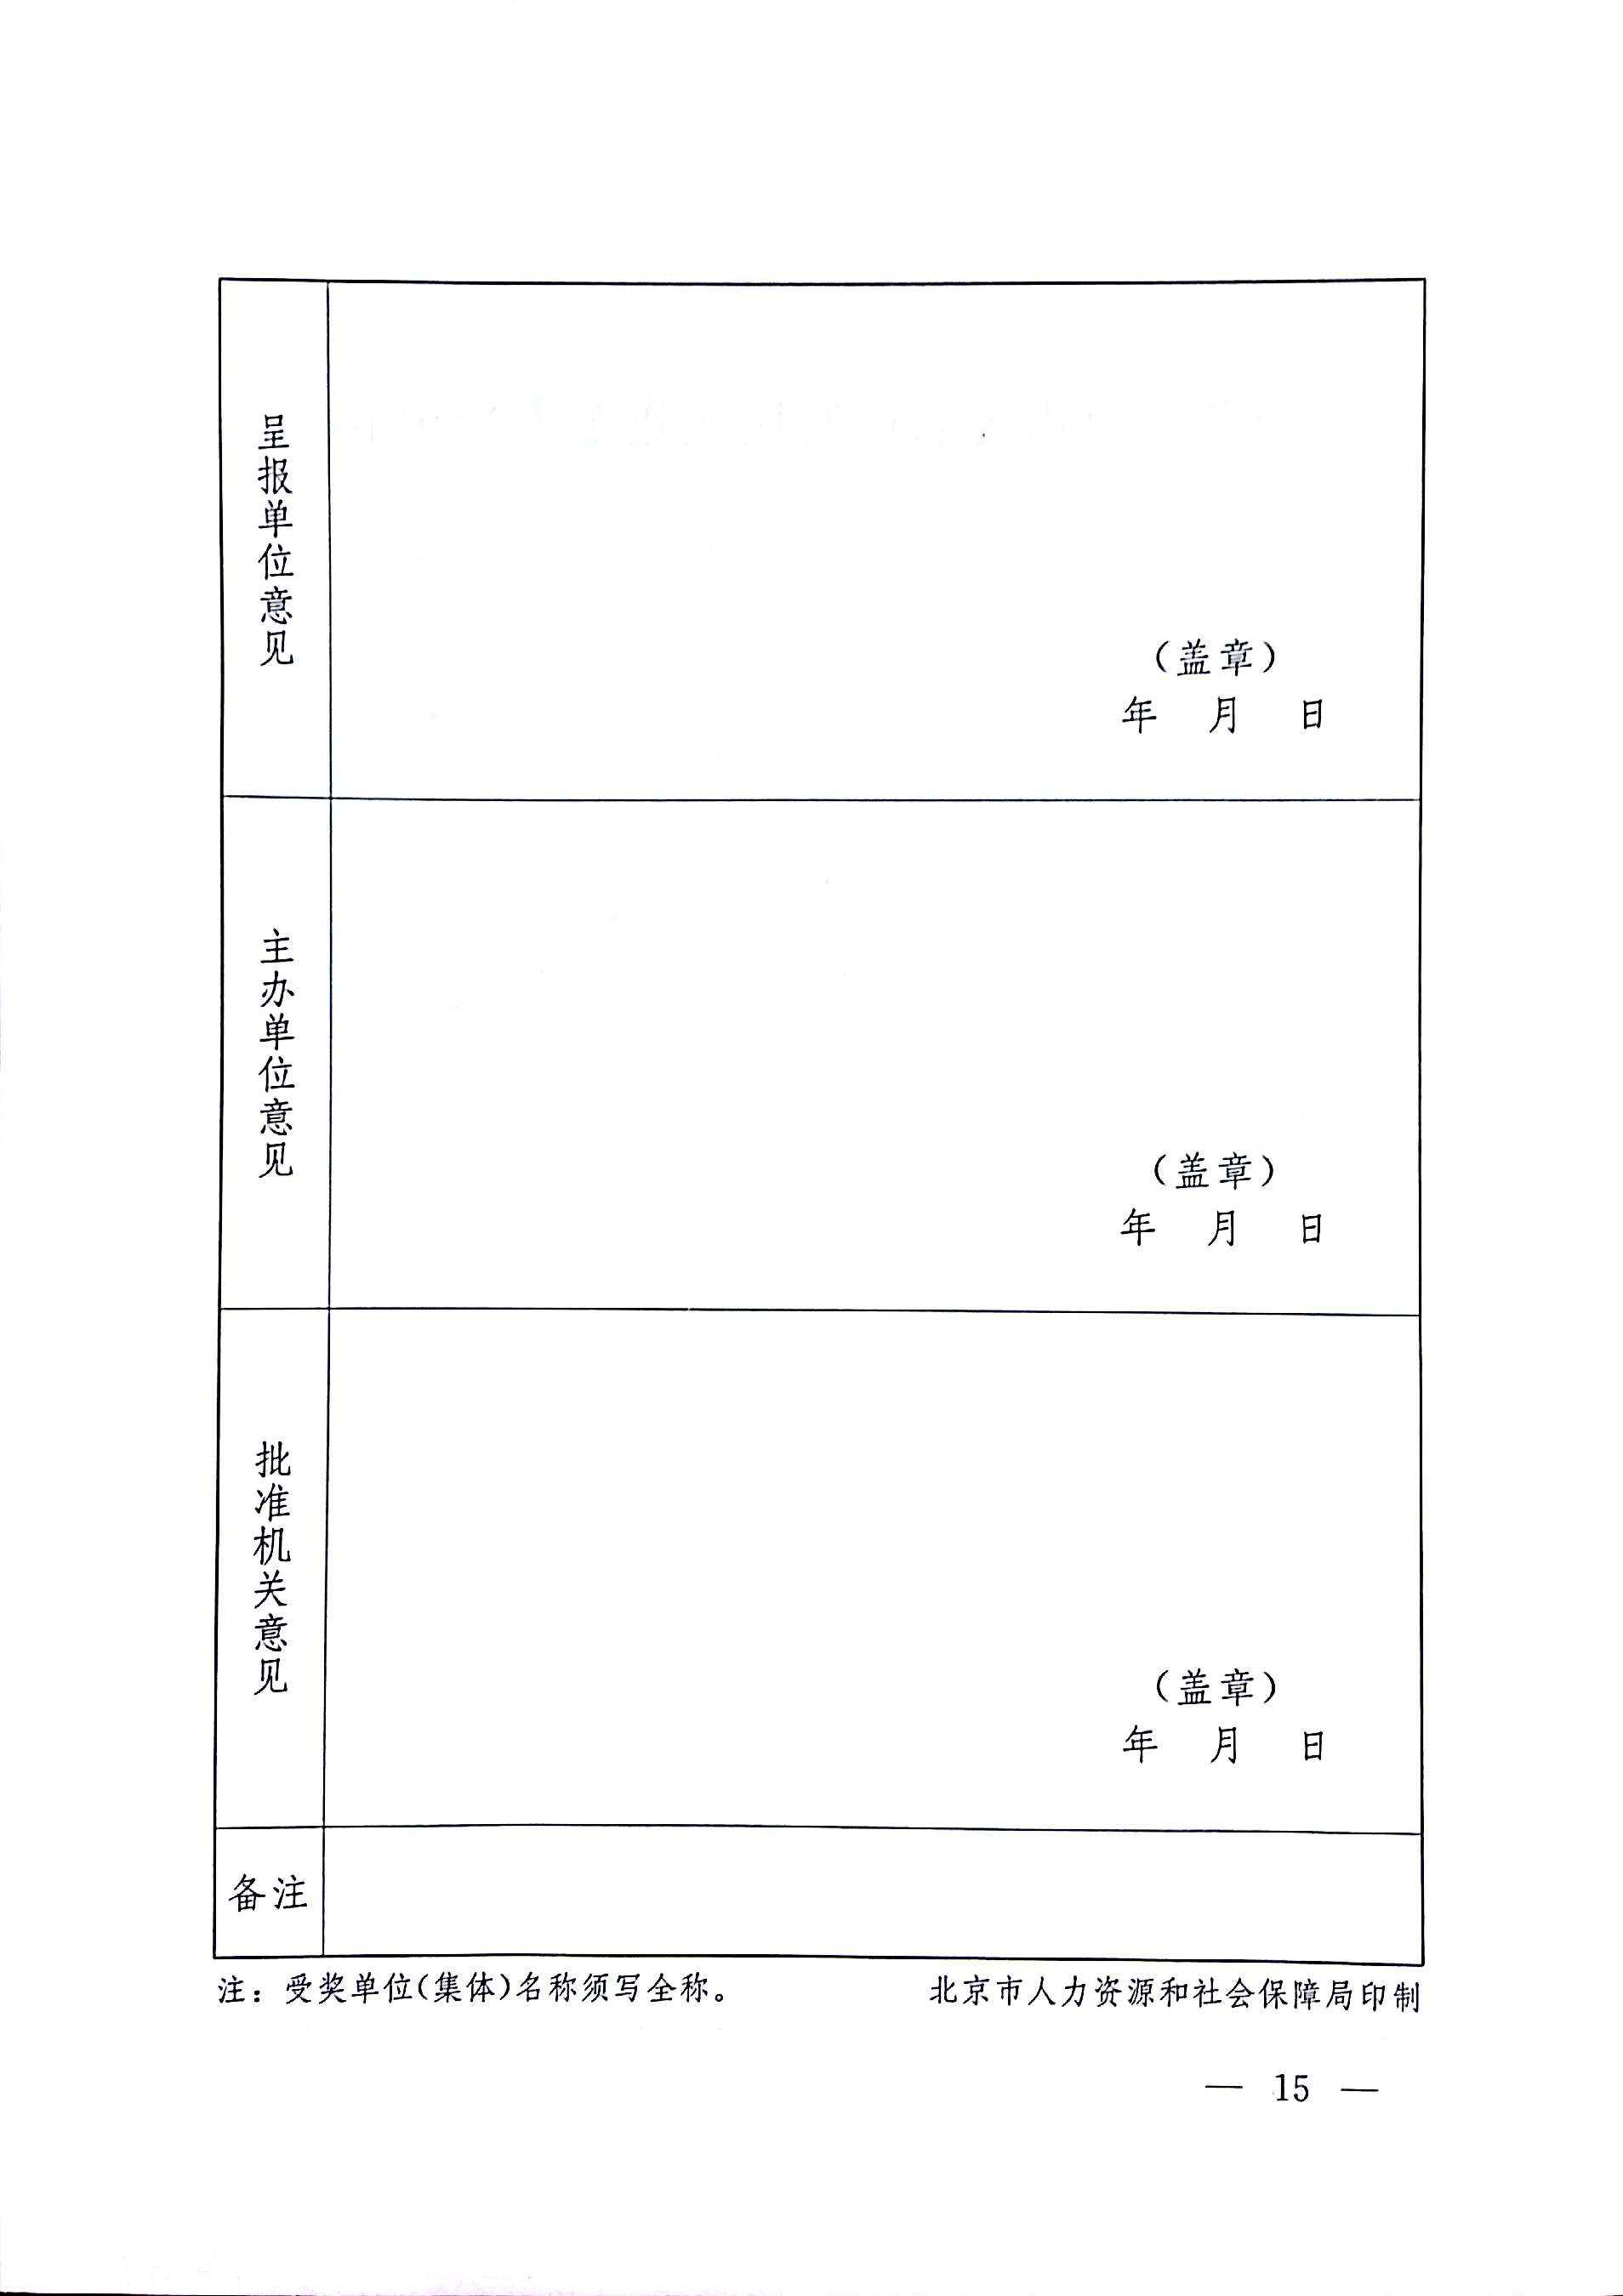 呈报单位意见
（盖章）
年 月 日
主办单位意见
（盖章）
年 月 日
批准机关意见
（盖章）
年 月 日
备注
注：受奖单位(集体)名称须写全称。 北京市人力资源和社会保障局印制
— 15 —